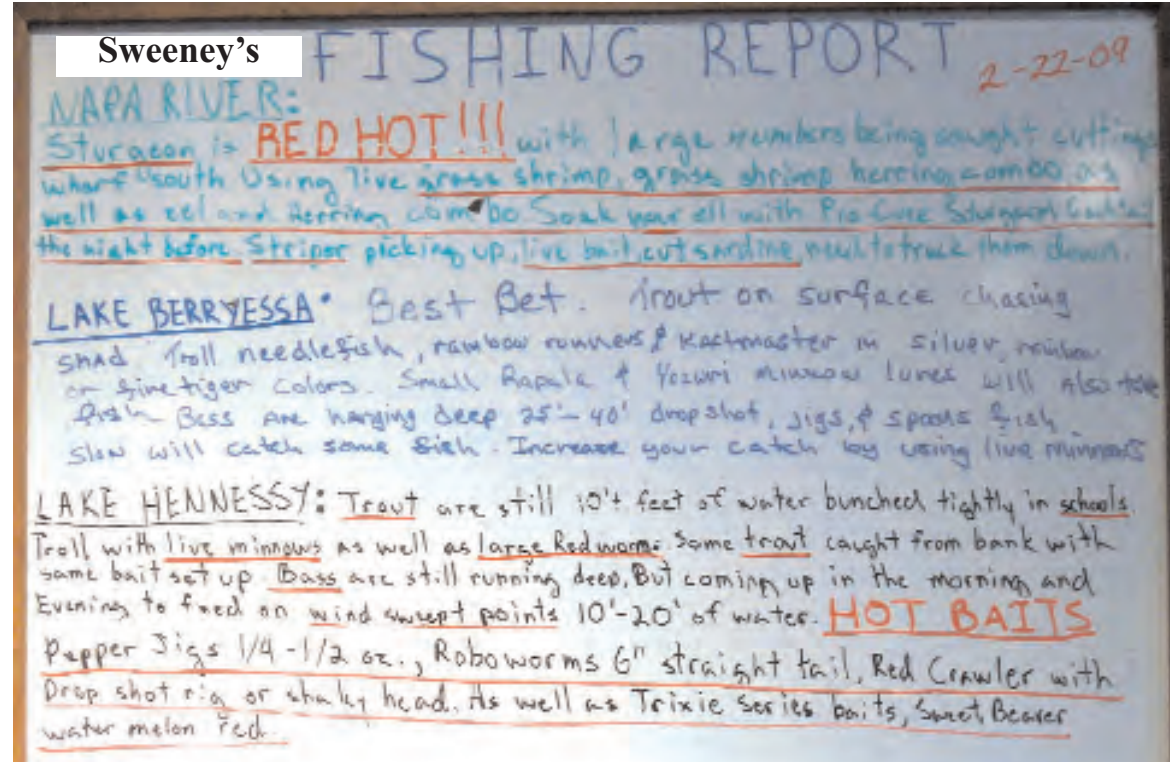 Sweeney's FISHING REPORT 2-22-09
NAPA RIVER:
Sturgeon is RED HOT!!! with large numbers being caught cuttings
wharf south Using live grass shrimp, grass shrimp herring combo as
well as eel and Herring combo. Soak your ell with Pro Cure Sturgeon
the night before. Striper picking up, live bait, cut sardine, need to track them down.
LAKE BERRYESSA: Best Bet. Trout on surface chasing
shad. Troll needlefish, rainbow runners & Kastmaster in silver, rainbow
or fire tiger colors. Small Rapala & Yozuri minnow lures will Also take
fish Bass are hanging deep 25'-40' dropshot, jigs, & spoons fish
slow will catch some fish. Increase your catch by using live minnows
LAKE HENNESSY: Trout are still 10't feet of water bunched tightly in schools.
Troll with live minnows as well as large Redworms. Some trout caught from bank with
same bait set up. Bass are still running deep, But coming up in the morning and
Evening to feed on wind swept points 10'-20' of water. HOT BAITS
Pepper Jigs 1/4-1/2 oz., Roboworms 6" straight tail, Red Crawler with
Drop shot rig or shaky head. As well as Trixie Series baits, Sweet Beaver
water melon red.